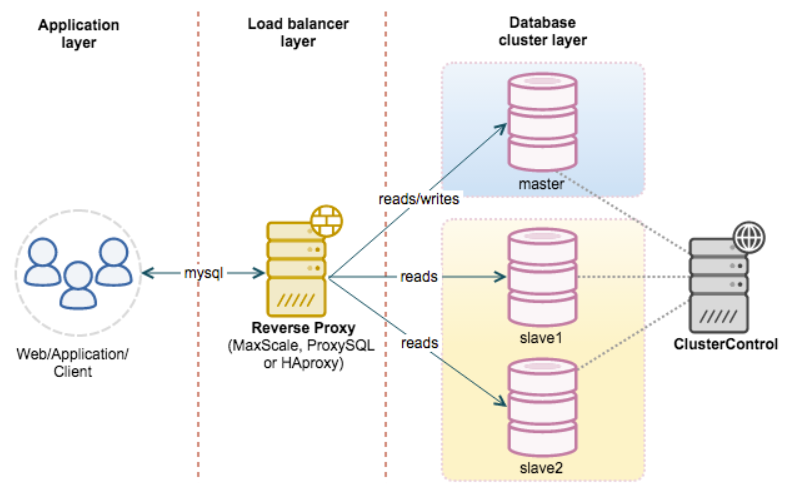 Application
layer
Load balancer
layer
Database
cluster layer
master
reads/writes
mysql
reads
slave1
Reverse Proxy
(MaxScale, ProxySQL
or HAproxy)
reads
ClusterControl
Web/Application/
Client
slave2